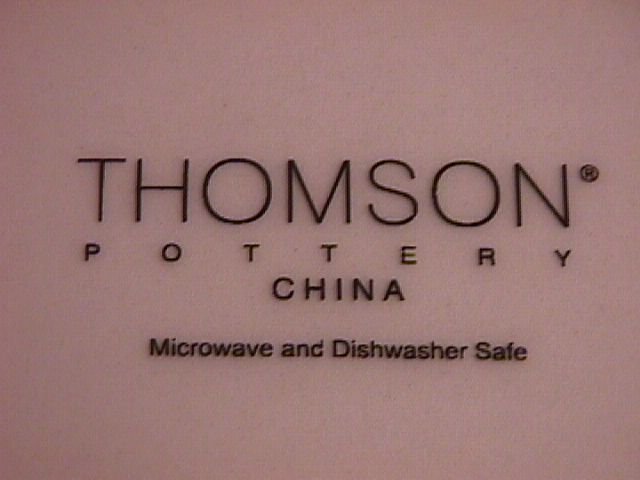 THOMSON®
POTTERY
CHINA
Microwave and Dishwasher Safe